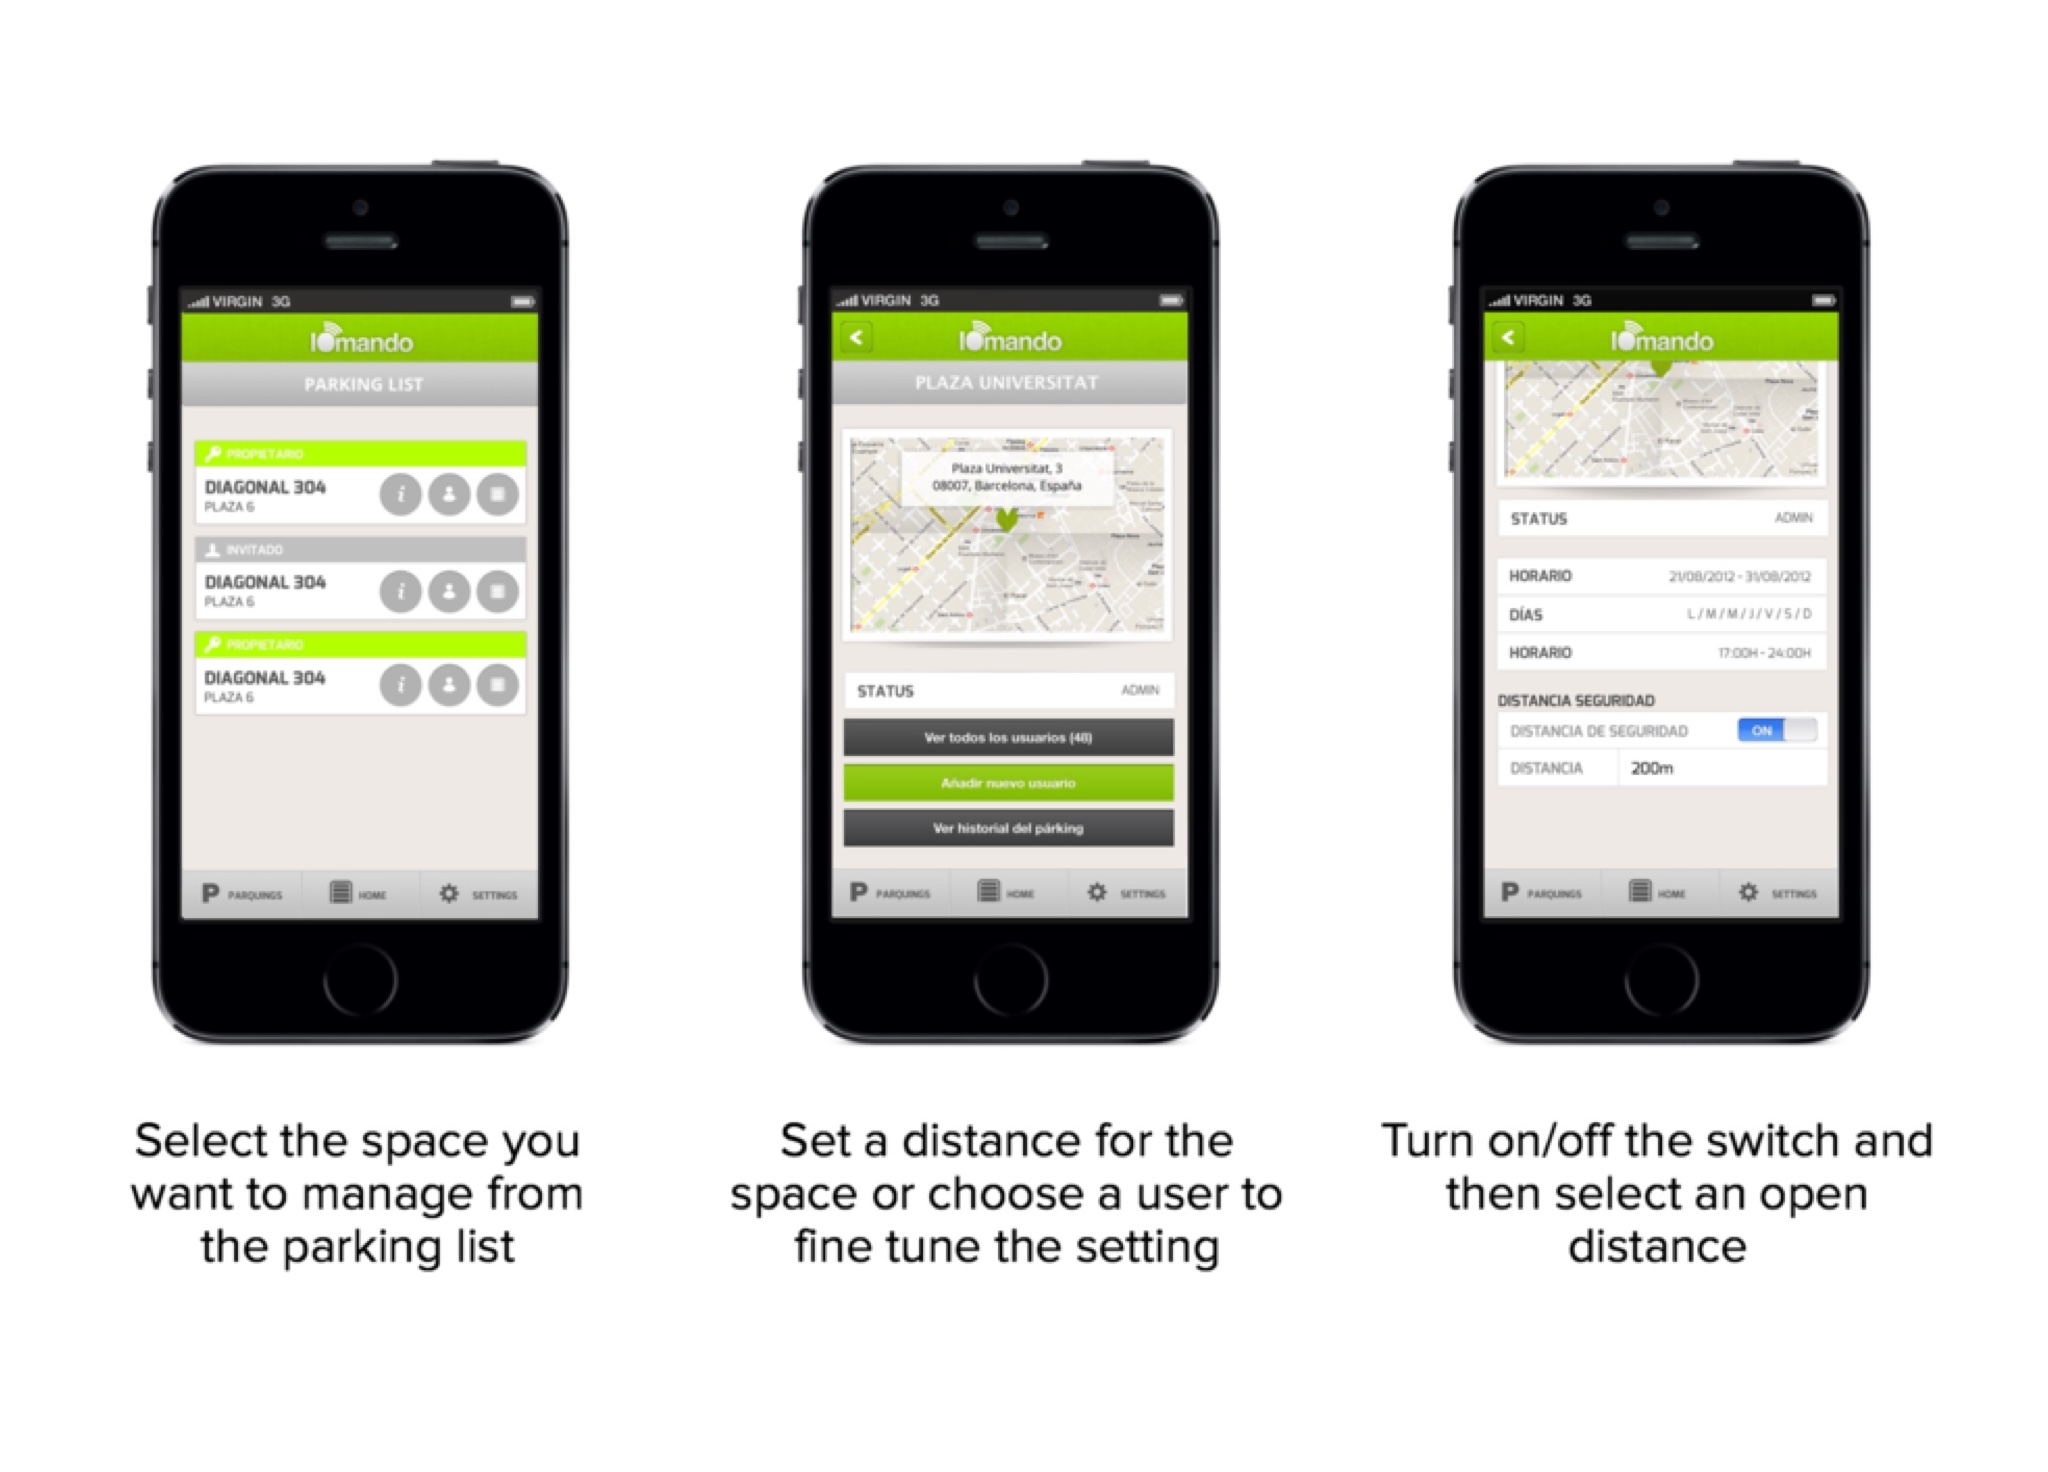 VIRGIN 3G
IOmando
PARKING LIST
PROPIETARIO
DIAGONAL 304
PLAZA 6
INVITADO
DIAGONAL 304
PLAZA 6
PROPIETARIO
DIAGONAL 304
PLAZA 6
P PARQUINGS HOME SETTINGS
Select the space you
want to manage from
the parking list
VIRGIN 3G
IOmando
PLAZA UNIVERSITAT
Plaza Universitat, 3
08007, Barcelona, España
STATUS ADMIN
Ver todos los usuarios (48)
Añadir nuevo usuario
Ver historial del párking
P PARQUINGS HOME SETTINGS
Set a distance for the
space or choose a user to
fine tune the setting
VIRGIN 3G
IOmando
STATUS ADMIN
HORARIO 21/08/2012 - 31/08/2012
DÍAS L / M / M / J / V / S / D
HORARIO 17:00H - 24:00H
DISTANCIA SEGURIDAD
DISTANCIA DE SEGURIDAD ON
DISTANCIA 200m
P PARQUINGS HOME SETTINGS
Turn on/off the switch and
then select an open
distance